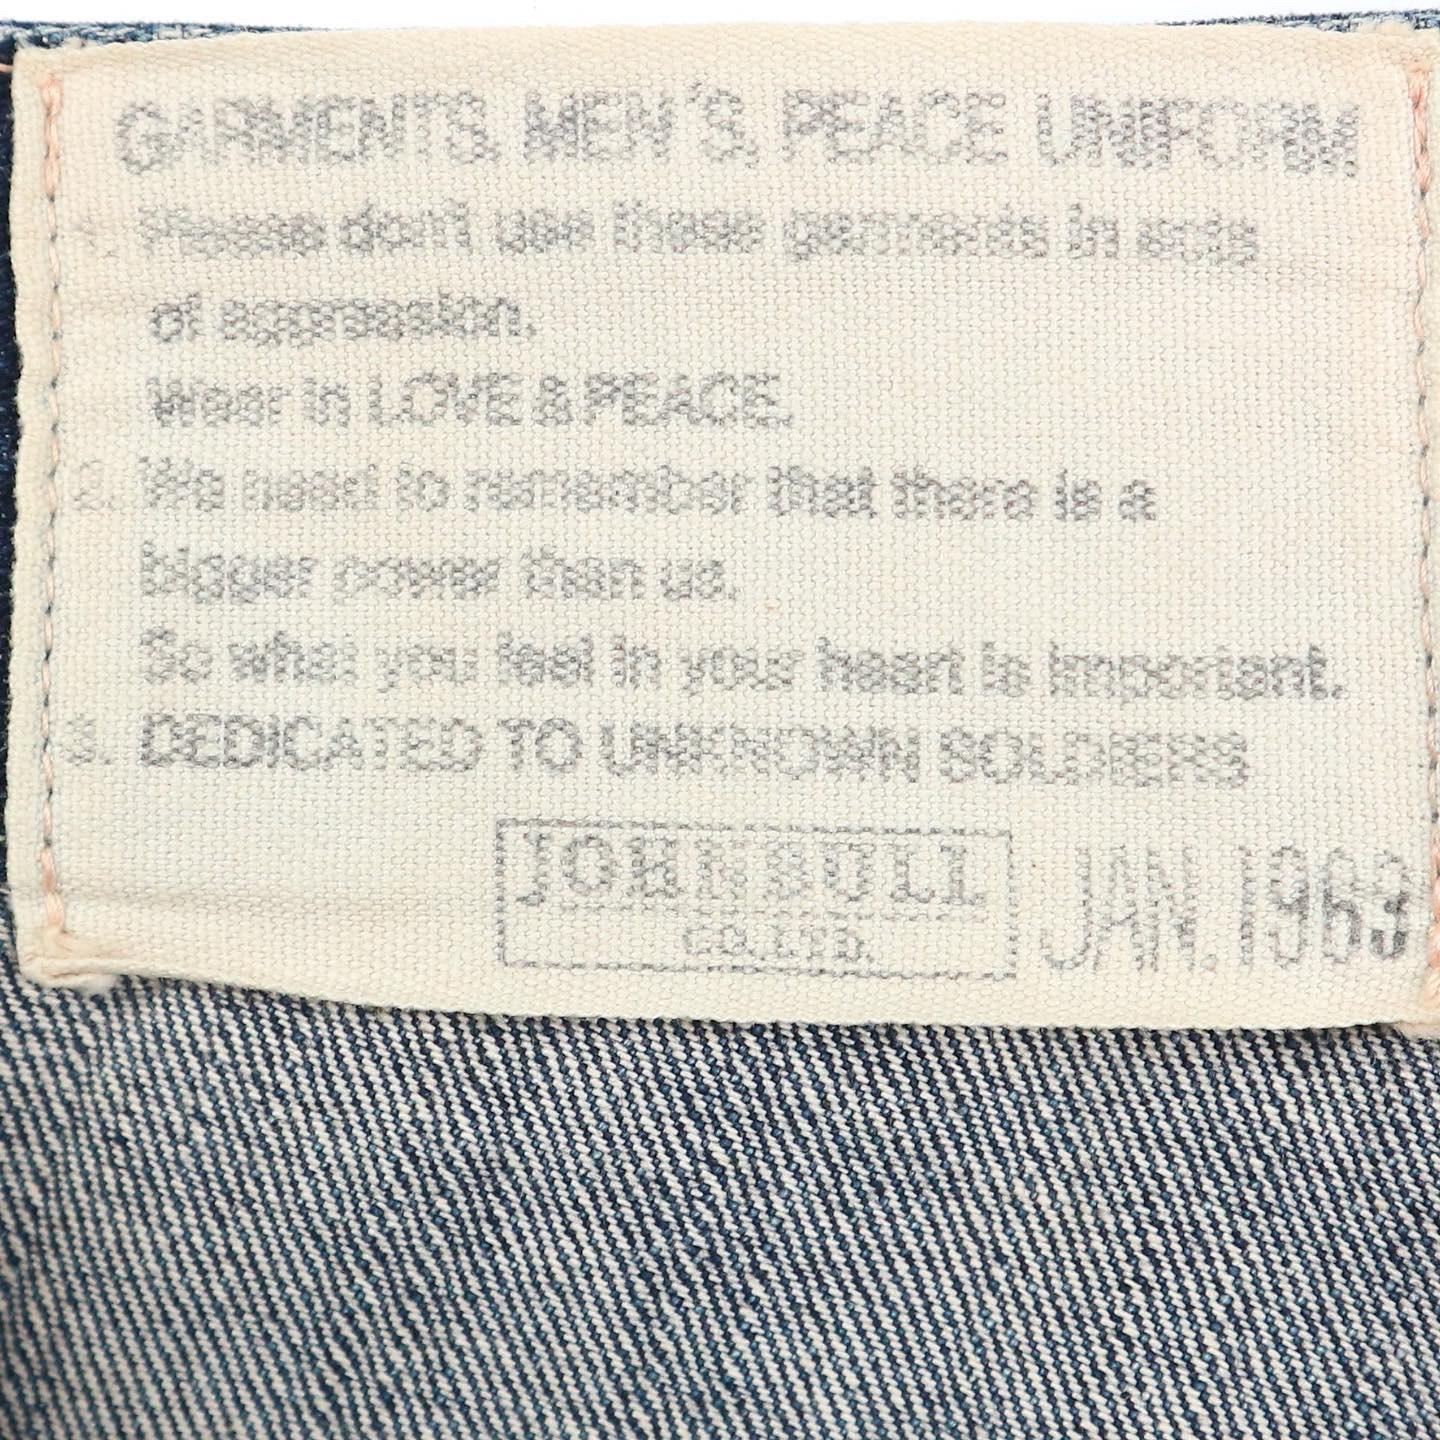 GARMENTS, MEN'S, PEACE UNIFORM
1. Please don't use these garments in acts
of aggression.
Wear in LOVE & PEACE.
2. We need to remember that there is a
bigger power than us.
So what you feel in your heart is important.
3. DEDICATED TO UNKNOWN SOLDIERS
JOHNBULL
CO.LTD.
JAN.1963